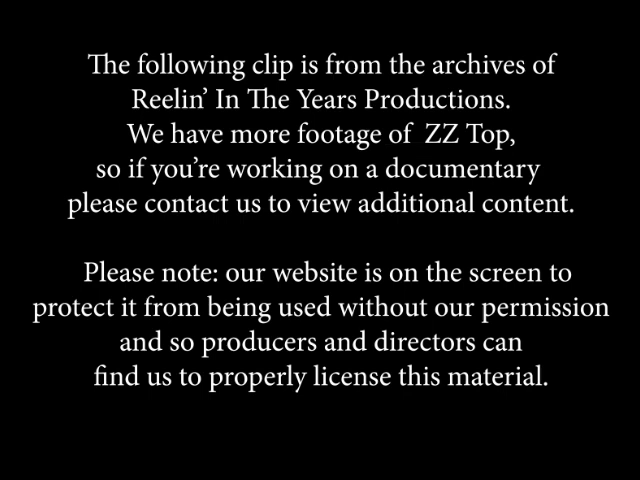 The following clip is from the archives of
Reelin’ In The Years Productions.
We have more footage of  ZZ Top,
so if you’re working on a documentary
please contact us to view additional content.
Please note: our website is on the screen to
protect it from being used without our permission
and so producers and directors can
find us to properly license this material.